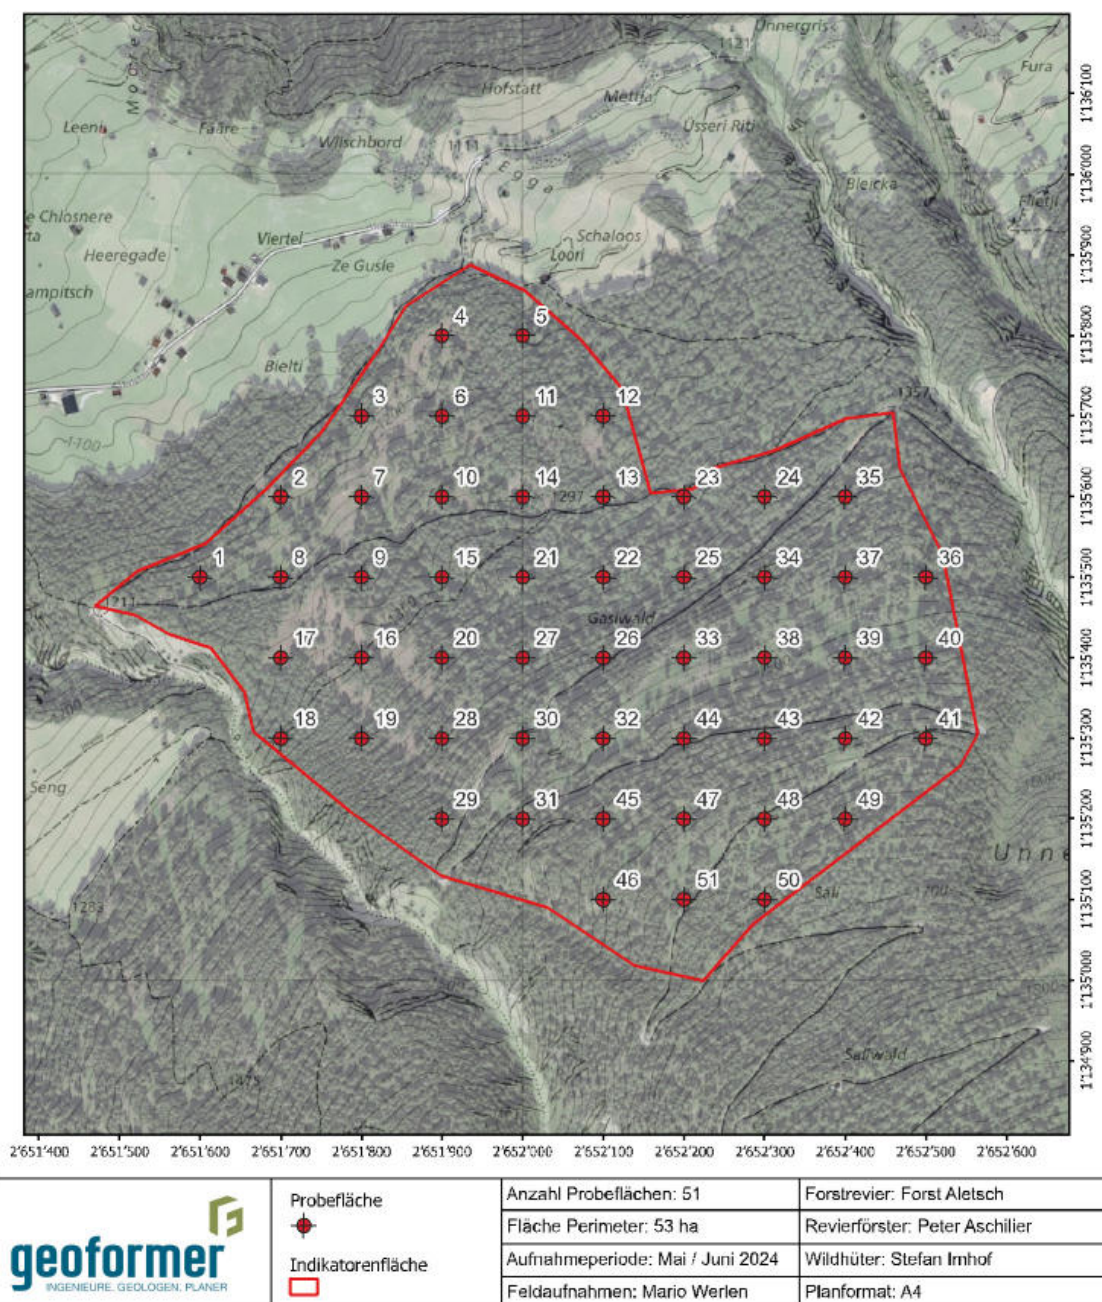 Unnergris
1121
Fura
Hofstatt
Mettja
Leeni
Faare
Usseri Riti
Wilschbord
1111
Egga
Bleicka
e Chlosnere
Viertel
Schaloos
Heeregade
Ze Gusle
Loori
ampitsch
4
5
Bielti
1357
3
6
11
12
1100
2
7
10
14
1297
13
23
24
35
1
8
9
15
21
22
25
34
37
36
1211
Gasiwald
17
16
20
27
26
33
38
39
40
18
19
28
30
32
44
43
42
41
Seng
29
31
45
47
48
49
Unne
46
51
50
Sali
1283
Saliwald
1475
1'136'100
1'136'000
1'135'900
1'135'800
1'135'700
1'135'600
1'135'500
1'135'400
1'135'300
1'135'200
1'135'100
1'135'000
1'134'900
2'651'400 2'651'500 2'651'600 2'651'700 2'651'800 2'651'900 2'652'000 2'652'100 2'652'200 2'652'300 2'652'400 2'652'500 2'652'600
geoformer
INGENIEURE, GEOLOGEN, PLANER
Probefläche
Indikatorenfläche
Anzahl Probeflächen: 51
Forstrevier: Forst Aletsch
Fläche Perimeter: 53 ha
Revierförster: Peter Aschilier
Aufnahmeperiode: Mai / Juni 2024
Wildhüter: Stefan Imhof
Feldaufnahmen: Mario Werlen
Planformat: A4